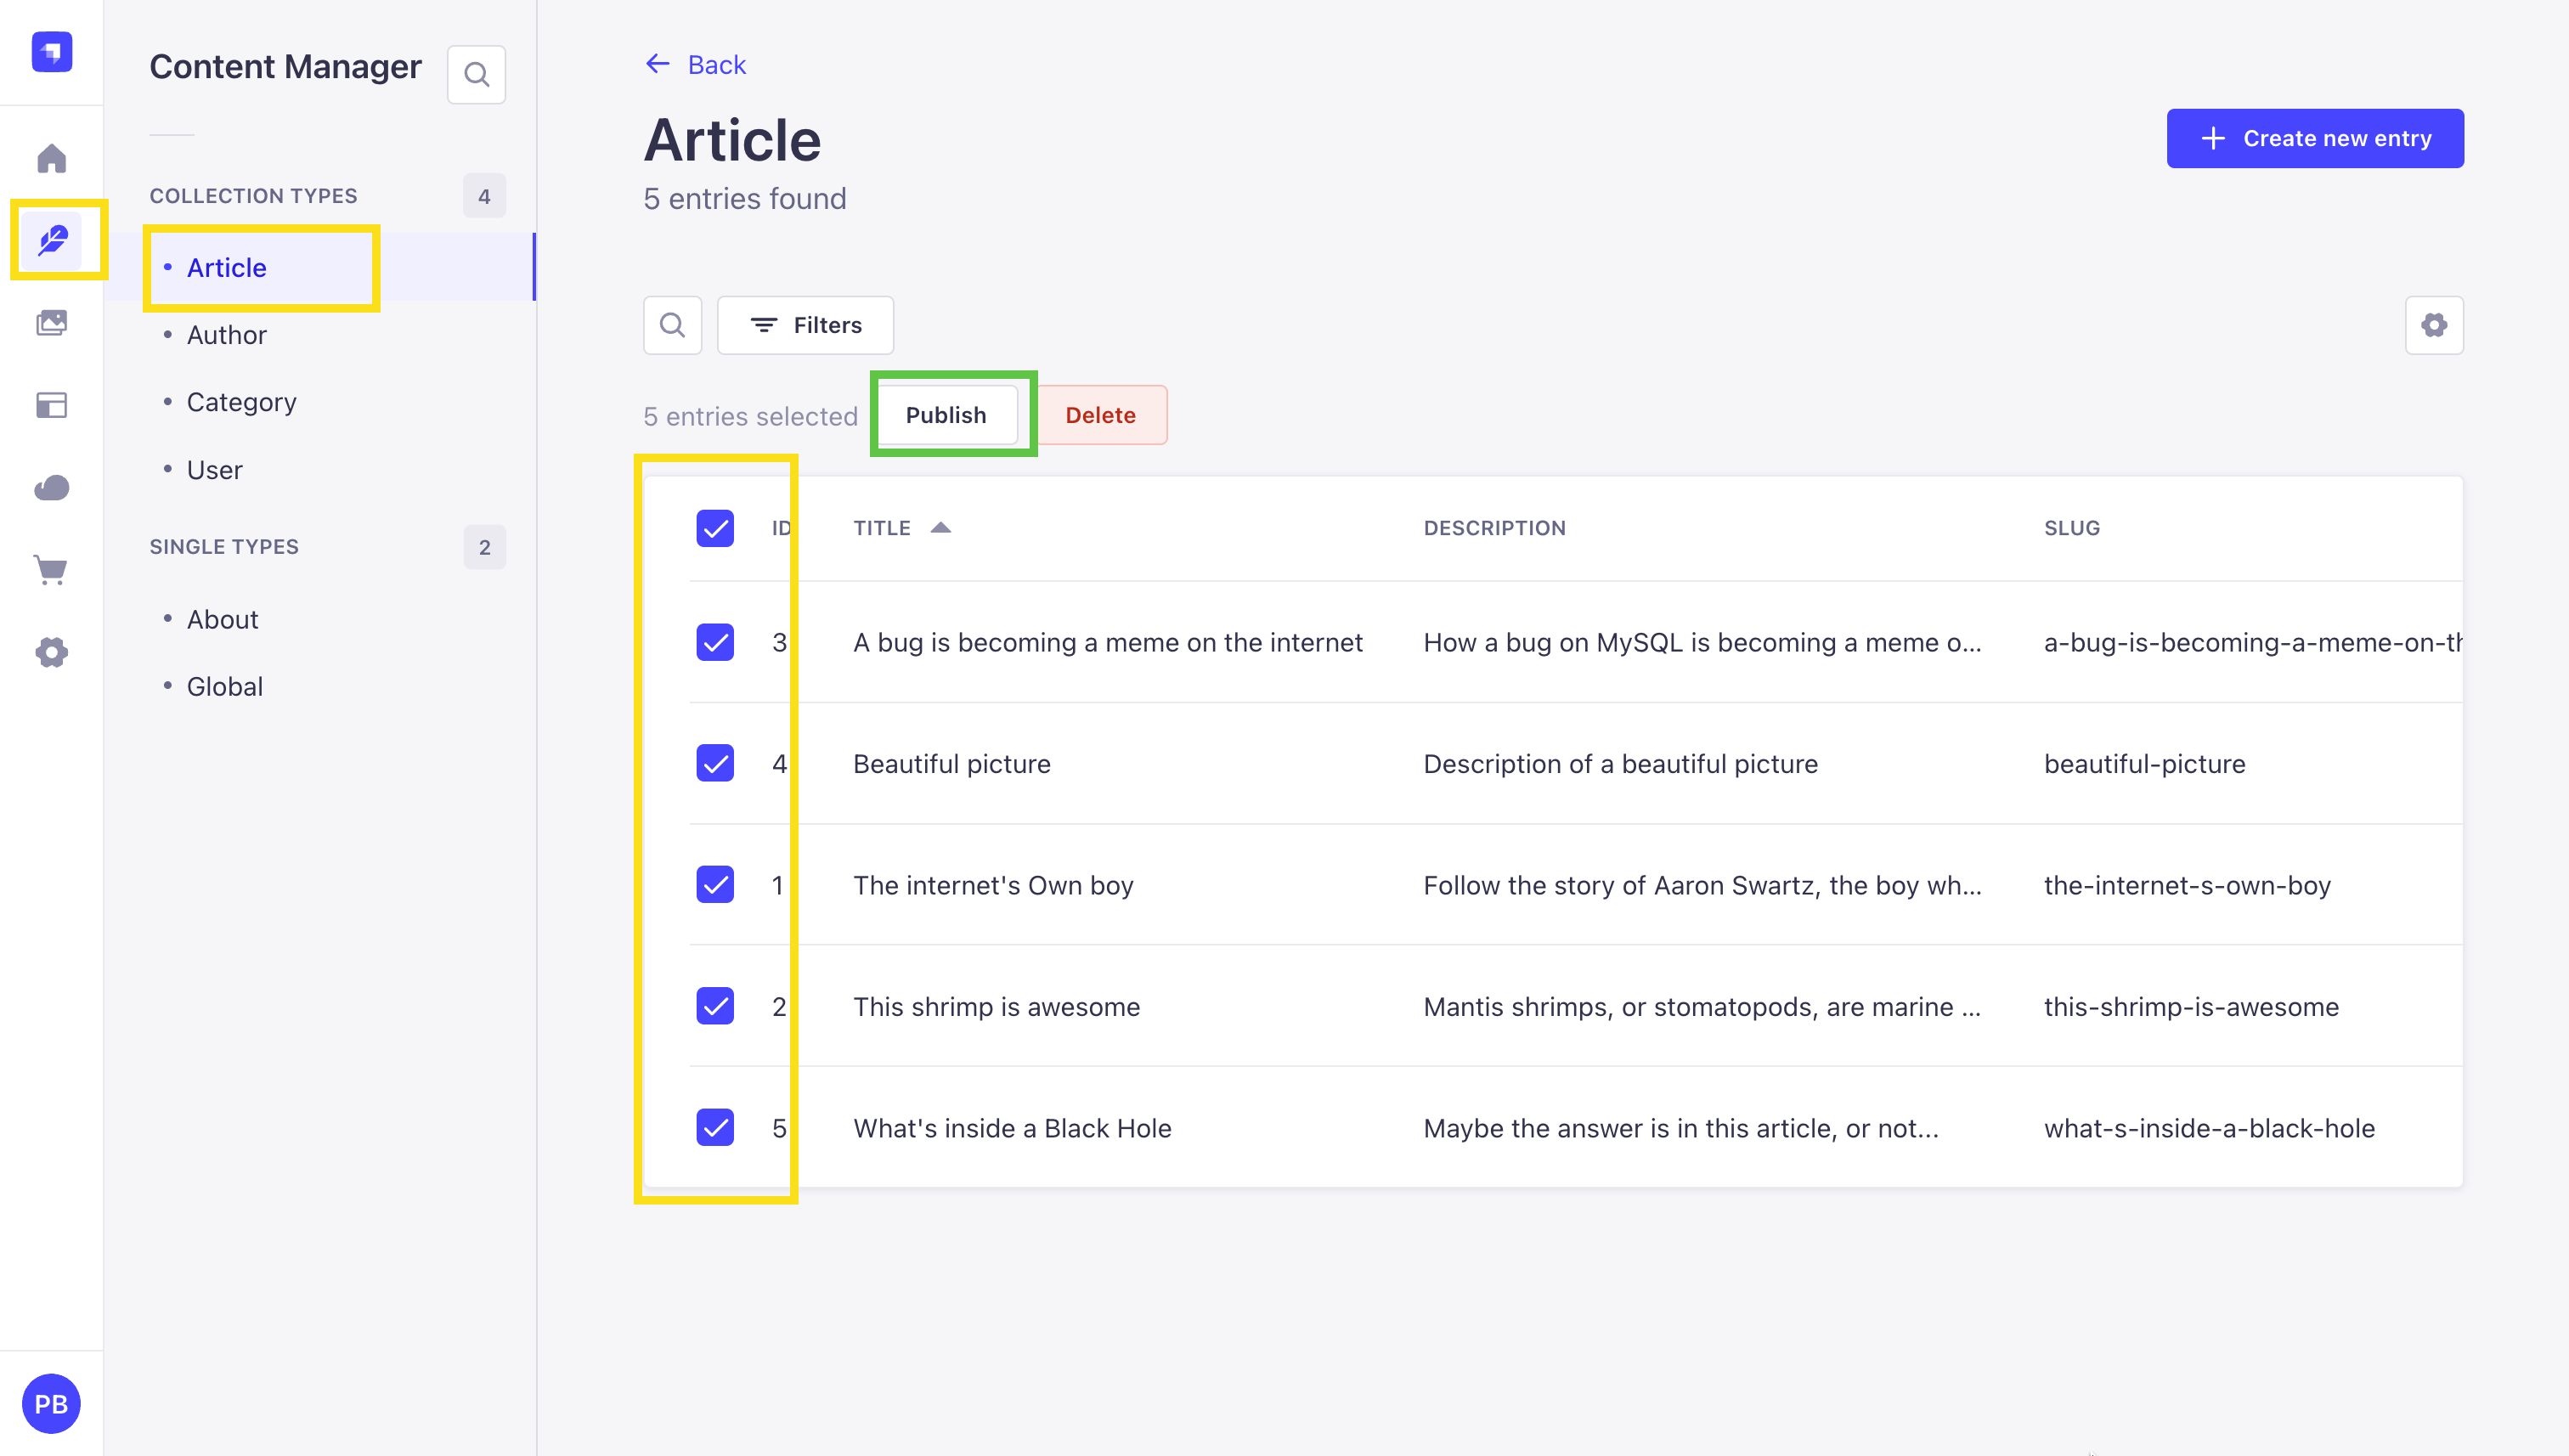 Content Manager
COLLECTION TYPES 4
Article
Author
Category
User
SINGLE TYPES 2
About
Global
PB
Back
Article
5 entries found
Create new entry
Filters
5 entries selected Publish Delete
ID TITLE DESCRIPTION SLUG
3 A bug is becoming a meme on the internet How a bug on MySQL is becoming a meme o... a-bug-is-becoming-a-meme-on-th
4 Beautiful picture Description of a beautiful picture beautiful-picture
1 The internet's Own boy Follow the story of Aaron Swartz, the boy wh... the-internet-s-own-boy
2 This shrimp is awesome Mantis shrimps, or stomatopods, are marine ... this-shrimp-is-awesome
5 What's inside a Black Hole Maybe the answer is in this article, or not... what-s-inside-a-black-hole